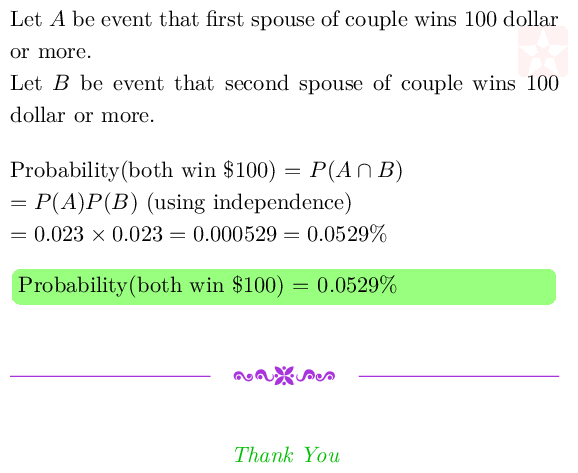 Let A be event that first spouse of couple wins 100 dollar
or more.
Let B be event that second spouse of couple wins 100
dollar or more.
Probability(both win $100) = P(A ∩ B)
= P(A)P(B) (using independence)
= 0.023 × 0.023 = 0.000529 = 0.0529%
Probability(both win $100) = 0.0529%
Thank You